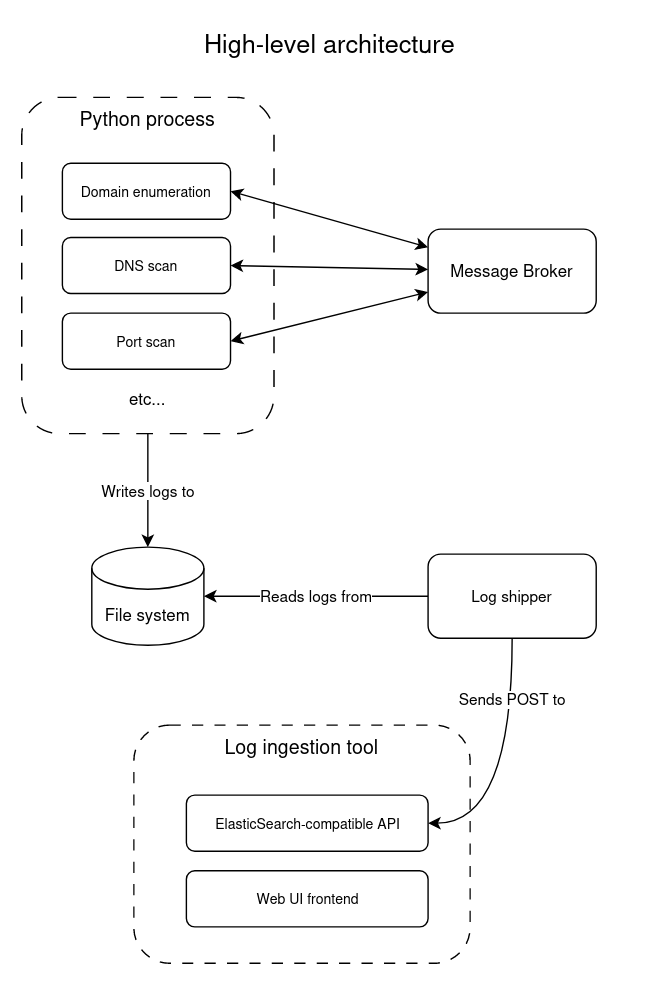 High-level architecture
Python process
Domain enumeration
DNS scan
Port scan
etc...
Message Broker
Writes logs to
File system
Reads logs from
Log shipper
Sends POST to
Log ingestion tool
ElasticSearch-compatible API
Web UI frontend